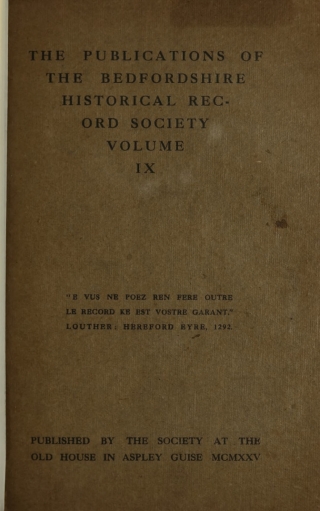 THE PUBLICATIONS OF
THE BEDFORDSHIRE
HISTORICAL REC-
ORD SOCIETY
VOLUME
IX
"E VUS NE POEZ REN FERE OUTRE
LE RECORD KE EST VOSTRE GARANT."
LOUTHER; HEREFORD EYRE, 1292.
PUBLISHED BY THE SOCIETY AT THE
OLD HOUSE IN ASPLEY GUISE MCMXXV